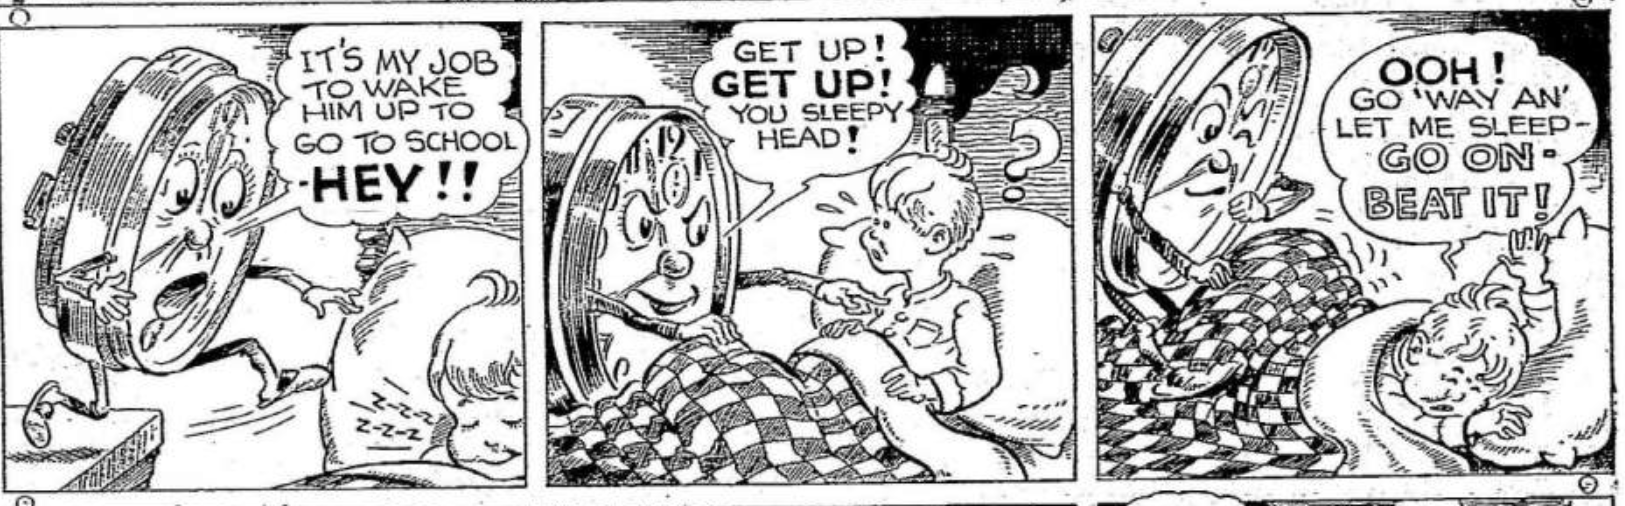 IT'S MY JOB
TO WAKE
HIM UP TO
GO TO SCHOOL
-HEY!!
Z-Z-Z
Z-Z-Z
GET UP!
GET UP!
YOU SLEEPY
HEAD!
?
12
OOH!
GO 'WAY AN'
LET ME SLEEP-
GO ON-
BEAT IT!